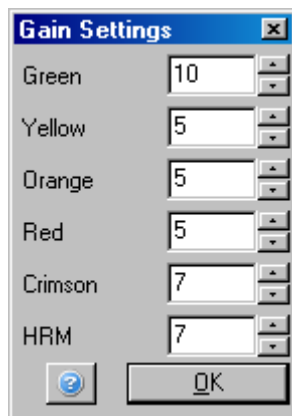 Gain Settings
Green 10
Yellow 5
Orange 5
Red 5
Crimson 7
HRM 7
? OK